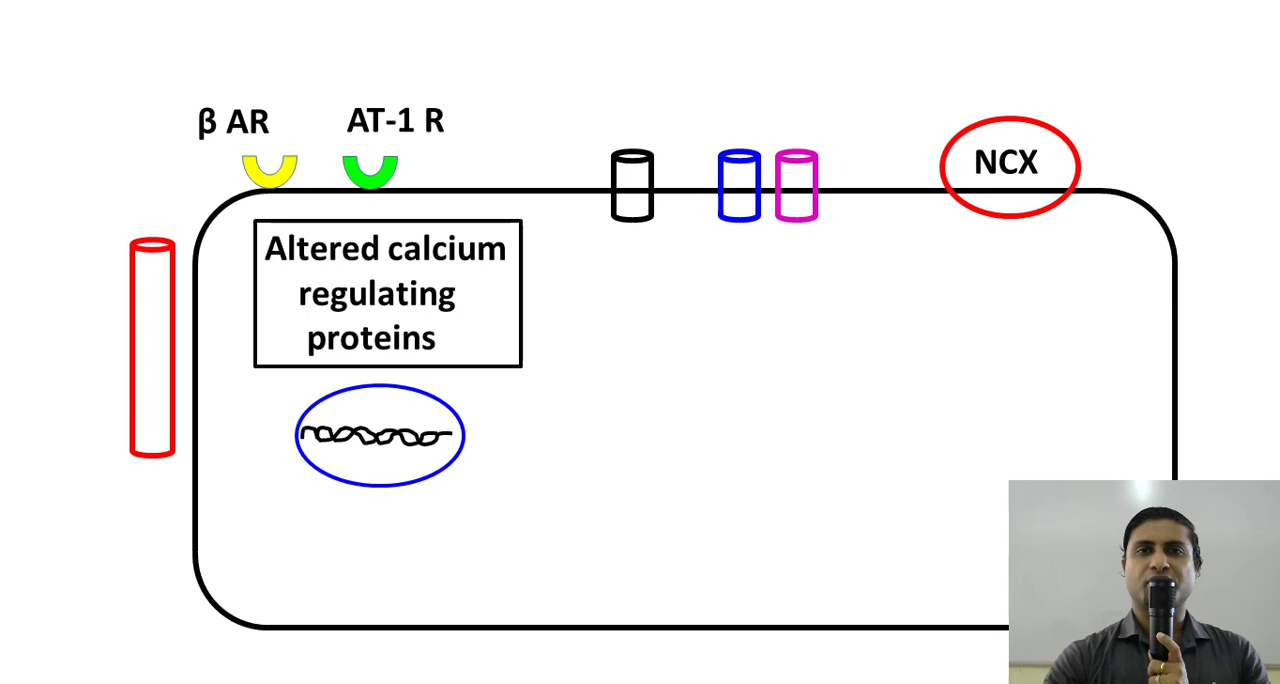 β AR
AT-1 R
NCX
Altered calcium
regulating
proteins